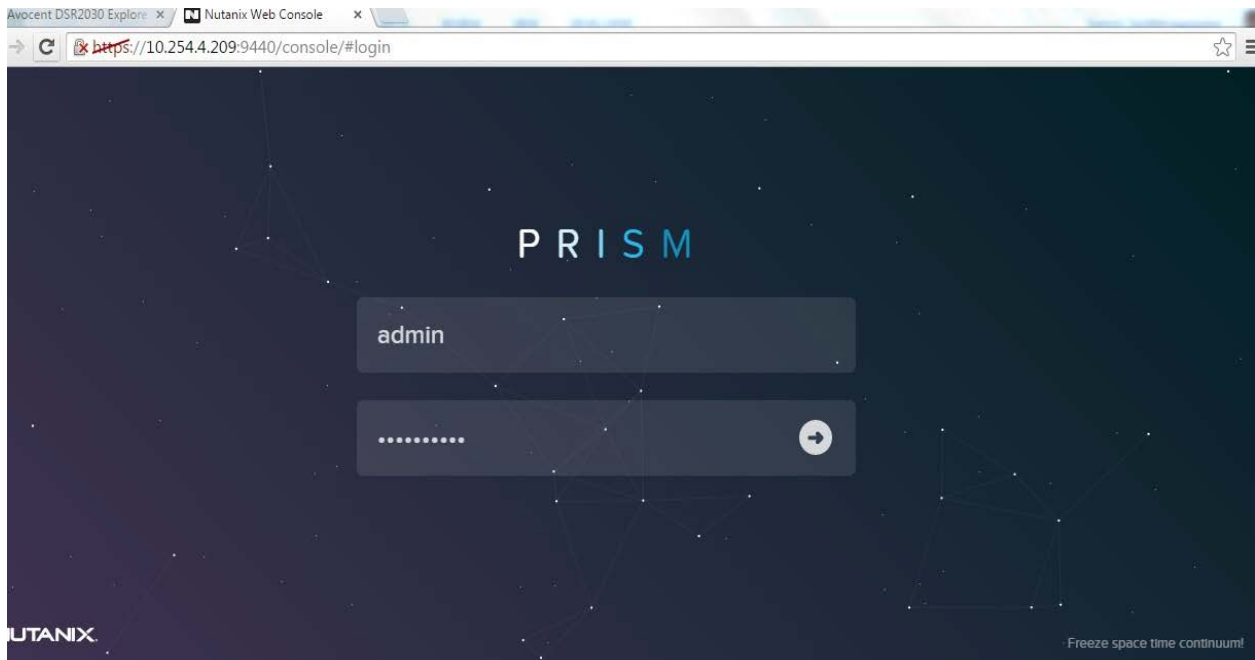 Avocent DSR2030 Explore
Nutanix Web Console
https://10.254.4.209:9440/console/#login
PRISM
admin
NUTANIX.
Freeze space time continuum!